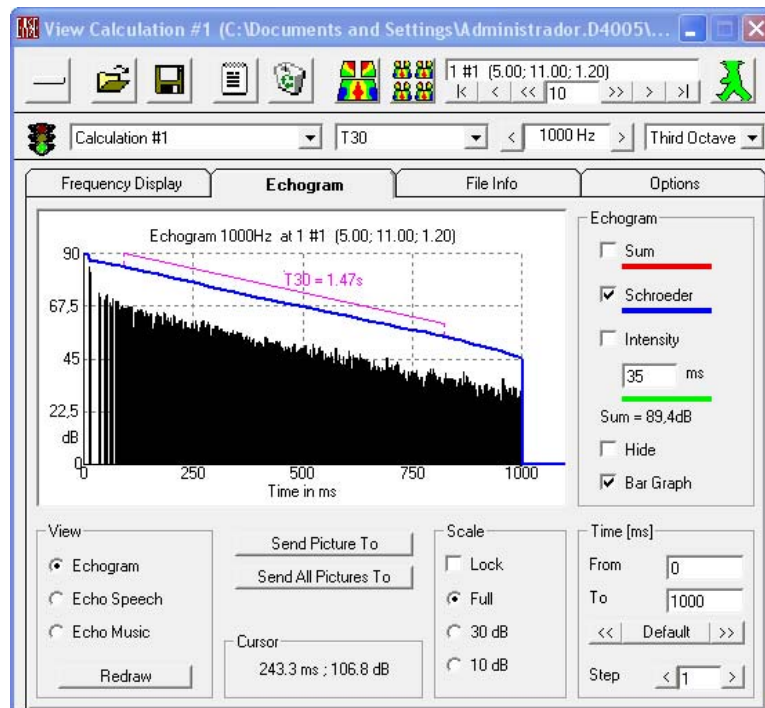 EASE View Calculation #1 (C:\Documents and Settings\Administrador.D4005\...
1 #1 (5.00; 11.00; 1.20)
|< < << 10 >> > >|
Calculation #1 T30 < 1000 Hz > Third Octave
Frequency Display Echogram File Info Options
Echogram 1000Hz at 1 #1 (5.00; 11.00; 1.20)
T30 = 1.47s
90
67,5
45
22,5
dB
0
0 250 500 750 1000
Time in ms
Echogram
Sum
Schroeder
Intensity
35 ms
Sum = 89,4dB
Hide
Bar Graph
View
Echogram
Echo Speech
Echo Music
Redraw
Send Picture To
Send All Pictures To
Cursor
243.3 ms ; 106.8 dB
Scale
Lock
Full
30 dB
10 dB
Time [ms]
From 0
To 1000
<< Default >>
Step < 1 >